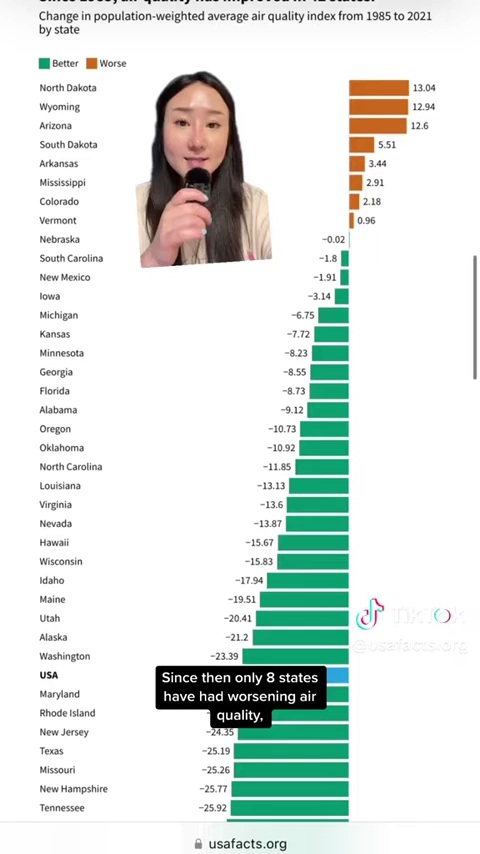 Change in population-weighted average air quality index from 1985 to 2021
by state
Better Worse
North Dakota 13.04
Wyoming 12.94
Arizona 12.6
South Dakota 5.51
Arkansas 3.44
Mississippi 2.91
Colorado 2.18
Vermont 0.96
Nebraska −0.02
South Carolina −1.8
New Mexico −1.91
Iowa −3.14
Michigan −6.75
Kansas −7.72
Minnesota −8.23
Georgia −8.55
Florida −8.73
Alabama −9.12
Oregon −10.73
Oklahoma −10.92
North Carolina −11.85
Louisiana −13.13
Virginia −13.6
Nevada −13.87
Hawaii −15.67
Wisconsin −15.83
Idaho −17.94
Maine −19.51
Utah −20.41
TikTok
Alaska −21.2
@usafacts.org
Washington −23.39
USA
Since then only 8 states
have had worsening air
quality,
Maryland
Rhode Island
New Jersey −24.35
Texas −25.19
Missouri −25.26
New Hampshire −25.77
Tennessee −25.92
usafacts.org